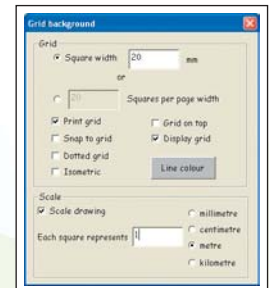 Grid background
Grid
Square width 20 mm
or
20 Squares per page width
Print grid Grid on top
Snap to grid Display grid
Dotted grid
Isometric Line colour
Scale
Scale drawing millimetre
Each square represents 1 centimetre
metre
kilometre